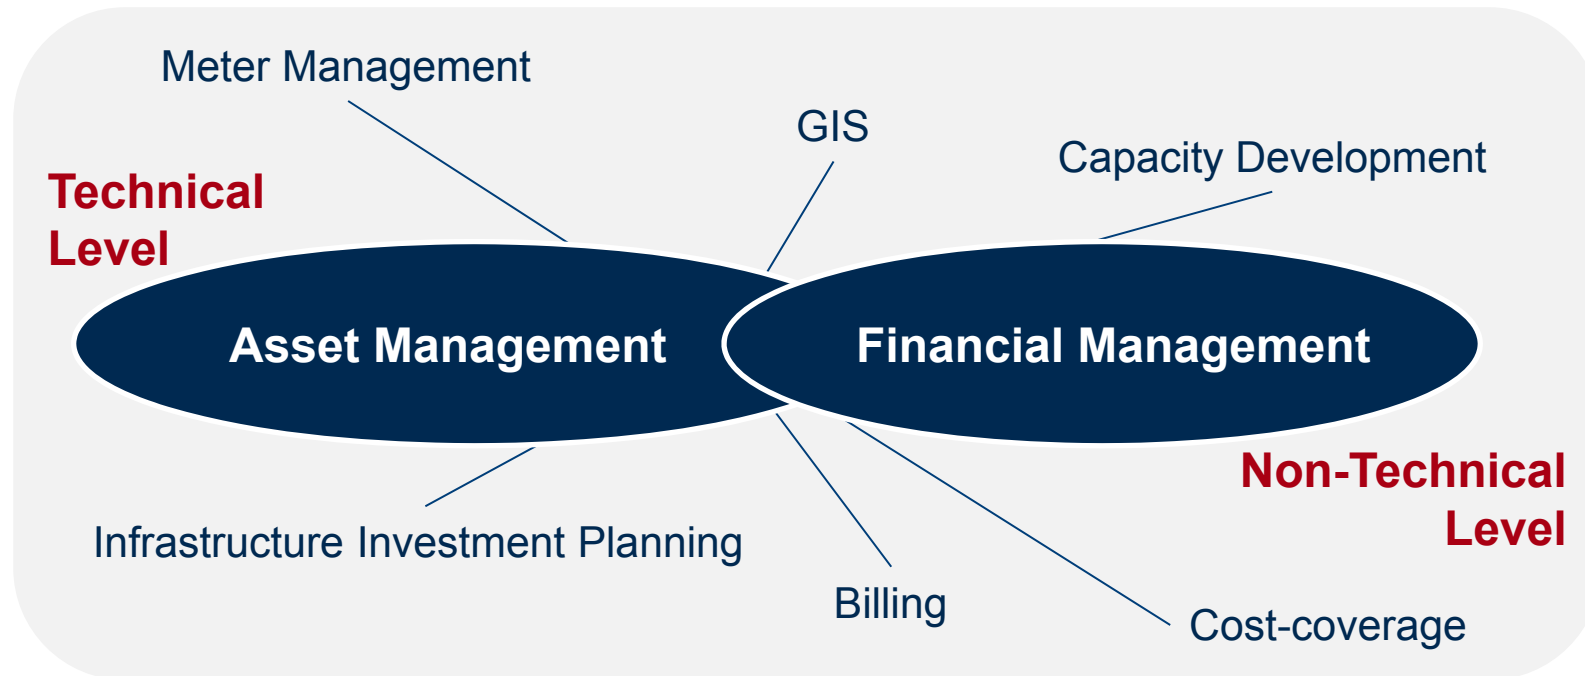 Meter Management
GIS
Capacity Development
Technical
Level
Asset Management
Financial Management
Non-Technical
Level
Infrastructure Investment Planning
Billing
Cost-coverage